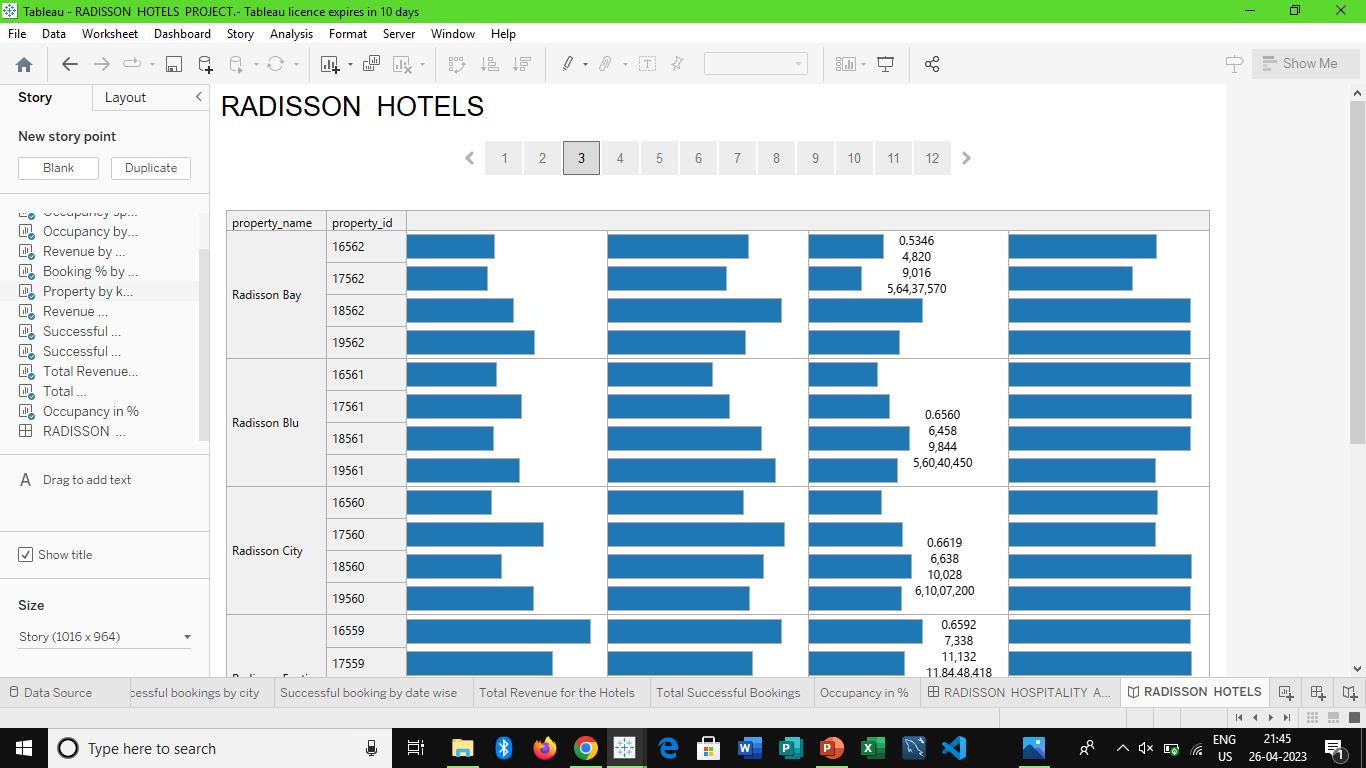 Tableau - RADISSON HOTELS PROJECT.- Tableau licence expires in 10 days
File Data Worksheet Dashboard Story Analysis Format Server Window Help
Show Me
Story Layout
New story point
Blank Duplicate
Occupancy sp...
Occupancy by...
Revenue by ...
Booking % by ...
Property by k...
Revenue ...
Successful ...
Successful ...
Total Revenue...
Total ...
Occupancy in %
RADISSON ...
A Drag to add text
Show title
Size
Story (1016 x 964)
RADISSON HOTELS
1 2 3 4 5 6 7 8 9 10 11 12
property_name property_id
Radisson Bay
16562
17562
18562
19562
0.5346
4,820
9,016
5,64,37,570
Radisson Blu
16561
17561
18561
19561
0.6560
6,458
9,844
5,60,40,450
Radisson City
16560
17560
18560
19560
0.6619
6,638
10,028
6,10,07,200
16559
17559
0.6592
7,338
11,132
11,84,48,418
Data Source cessful bookings by city Successful booking by date wise Total Revenue for the Hotels Total Successful Bookings Occupancy in % RADISSON HOSPITALITY A... RADISSON HOTELS
Type here to search
ENG
US
21:45
26-04-2023
1